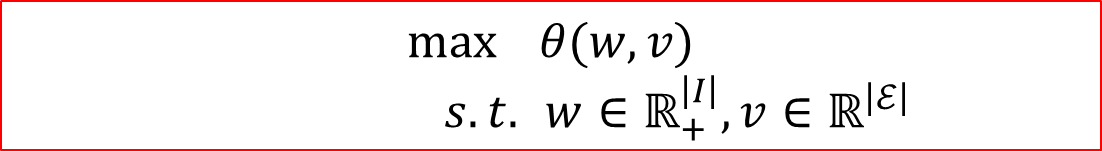 max θ(w, v)
s.t. w ∈ ℝ₊^|I|, v ∈ ℝ^|ℰ|